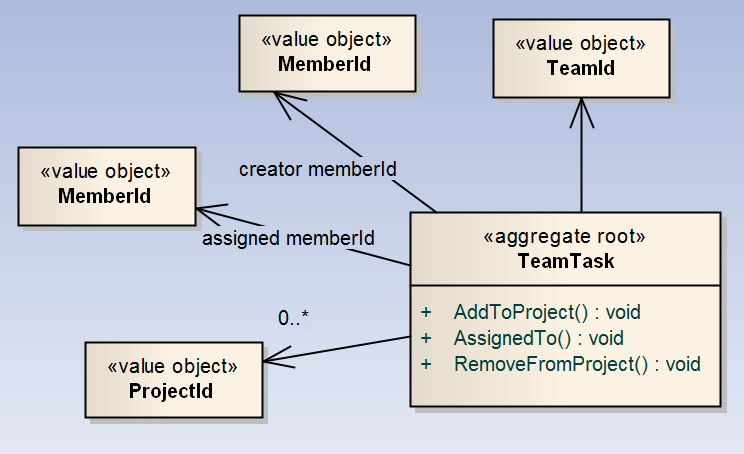 «value object»
MemberId
«value object»
TeamId
«value object»
MemberId
creator memberId
assigned memberId
«aggregate root»
TeamTask
0..*
+ AddToProject() : void
+ AssignedTo() : void
+ RemoveFromProject() : void
«value object»
ProjectId